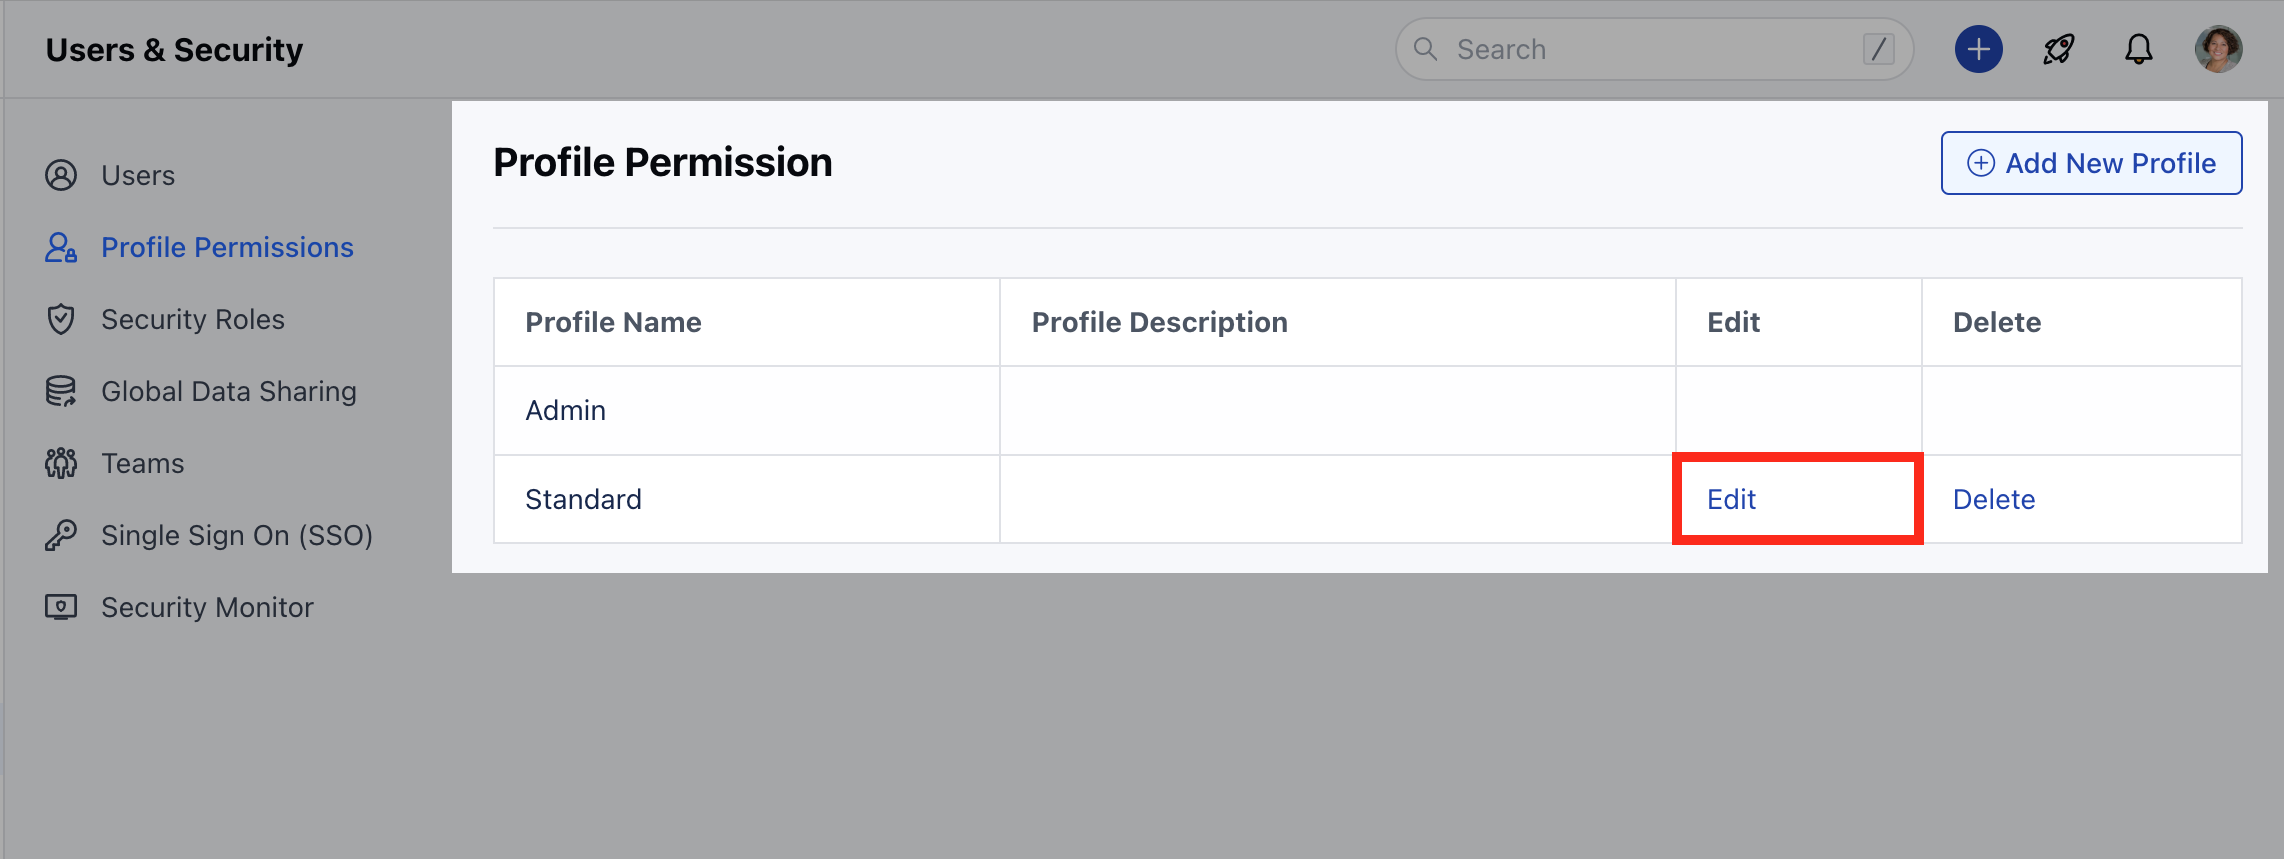 Users & Security
Search /
Users
Profile Permissions
Security Roles
Global Data Sharing
Teams
Single Sign On (SSO)
Security Monitor
Profile Permission
Add New Profile
Profile Name Profile Description Edit Delete
Admin
Standard Edit Delete